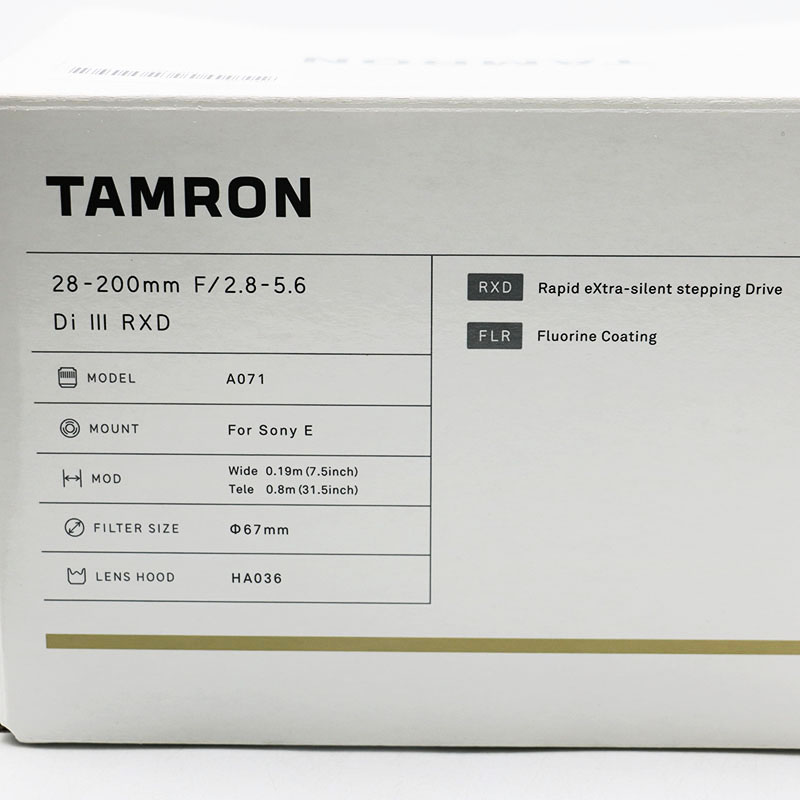 TAMRON
TAMRON
28-200mm F/2.8-5.6
Di III RXD
MODEL A071
MOUNT For Sony E
MOD Wide 0.19m (7.5inch)
Tele 0.8m (31.5inch)
FILTER SIZE Φ67mm
LENS HOOD HA036
RXD Rapid eXtra-silent stepping Drive
FLR Fluorine Coating